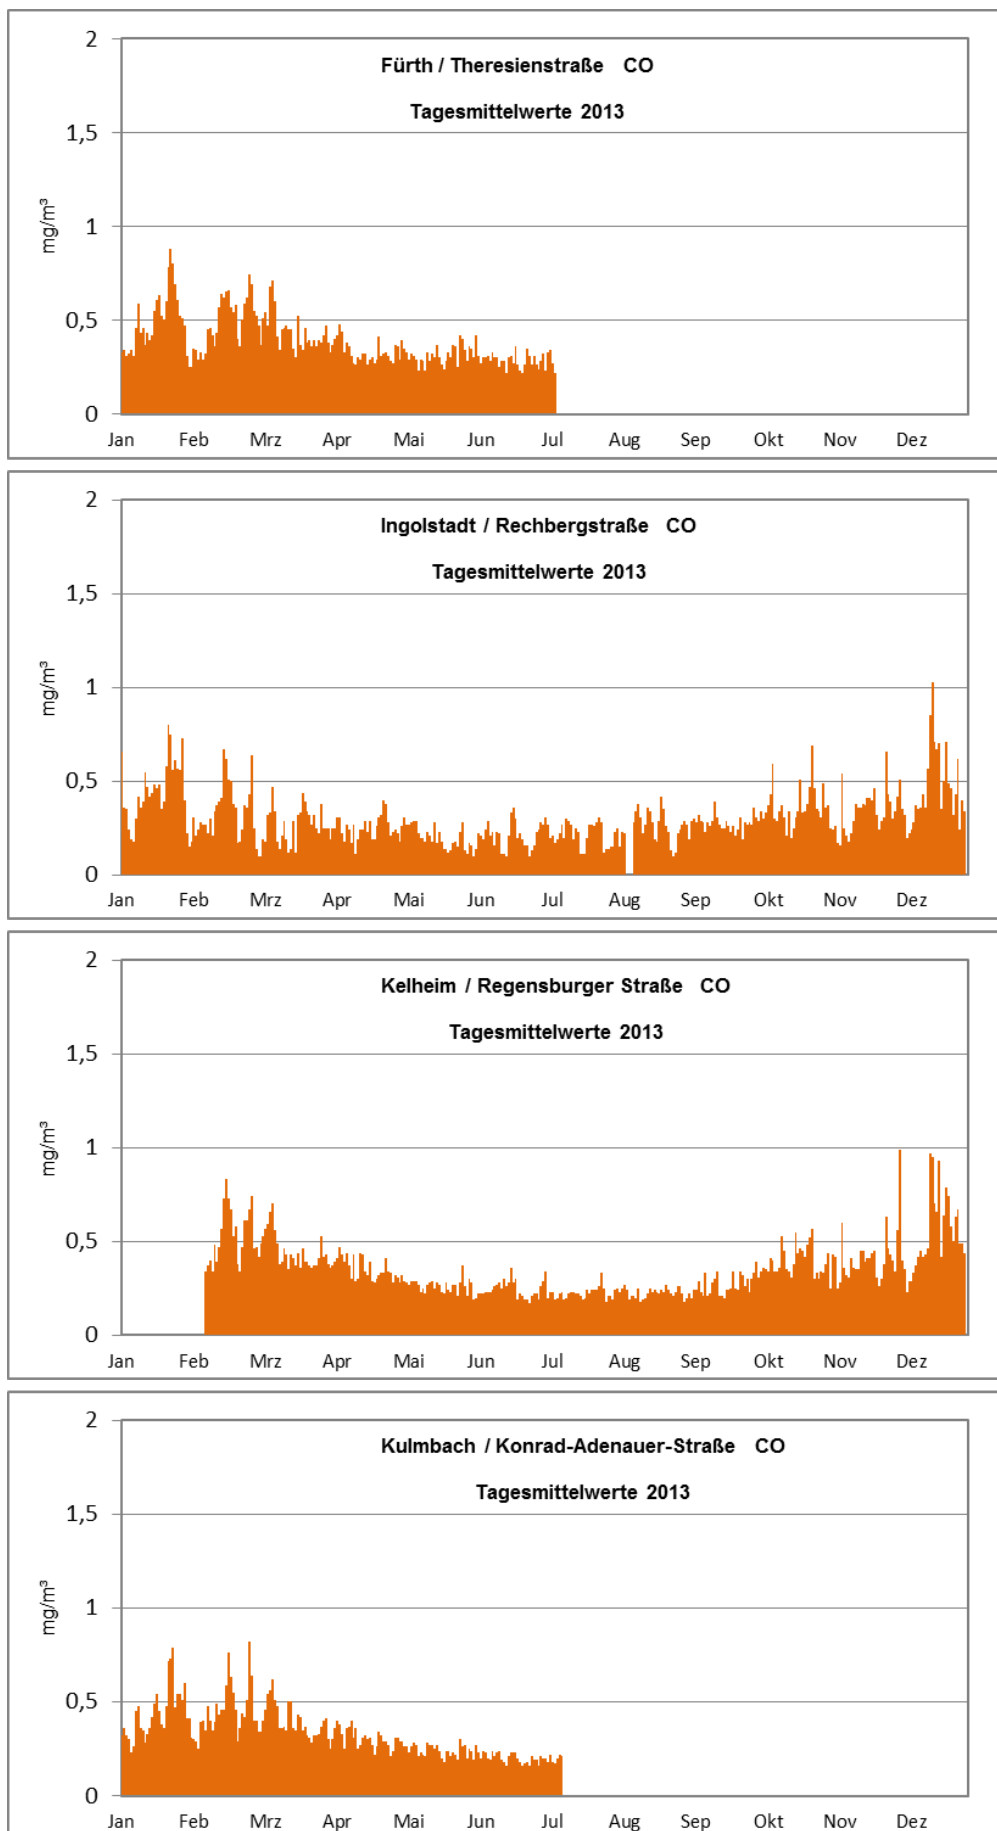 Fürth / Theresienstraße CO
Tagesmittelwerte 2013
2
1,5
1
0,5
0
mg/m³
Jan Feb Mrz Apr Mai Jun Jul Aug Sep Okt Nov Dez
Ingolstadt / Rechbergstraße CO
Tagesmittelwerte 2013
2
1,5
1
0,5
0
mg/m³
Jan Feb Mrz Apr Mai Jun Jul Aug Sep Okt Nov Dez
Kelheim / Regensburger Straße CO
Tagesmittelwerte 2013
2
1,5
1
0,5
0
mg/m³
Jan Feb Mrz Apr Mai Jun Jul Aug Sep Okt Nov Dez
Kulmbach / Konrad-Adenauer-Straße CO
Tagesmittelwerte 2013
2
1,5
1
0,5
0
mg/m³
Jan Feb Mrz Apr Mai Jun Jul Aug Sep Okt Nov Dez